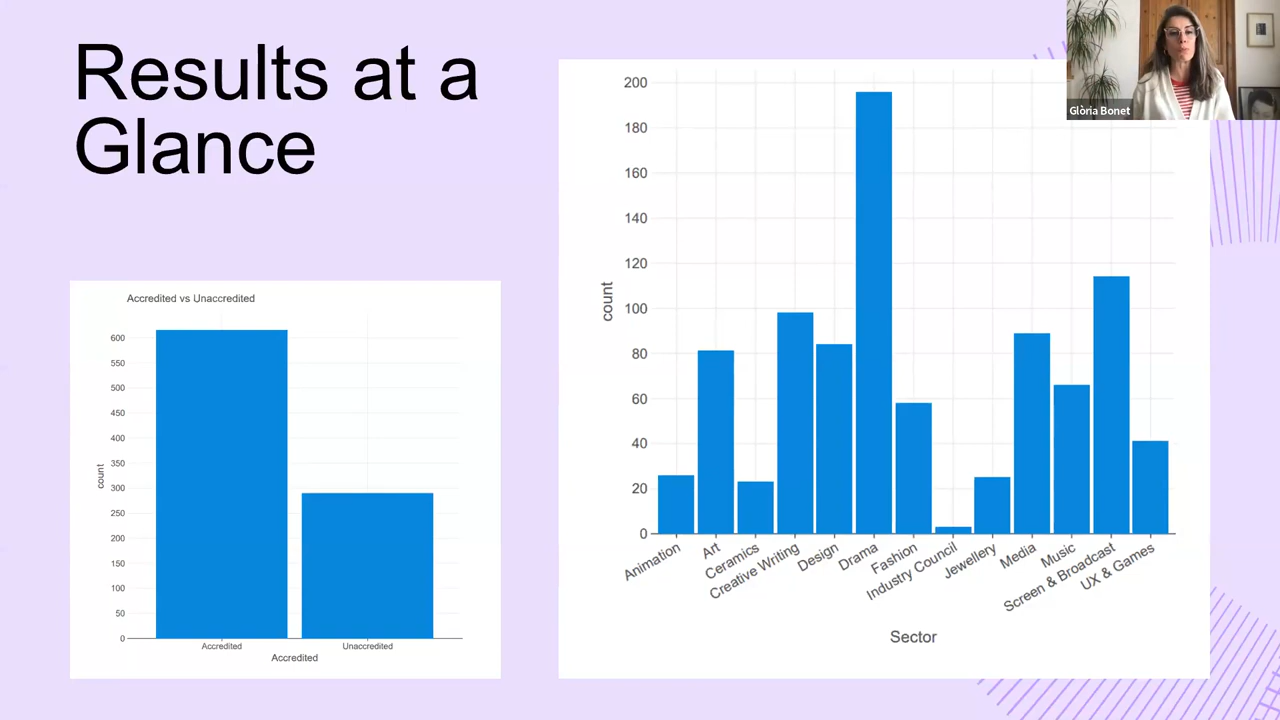 Results at a
Glance
Glòria Bonet
Accredited vs Unaccredited
600
550
500
450
400
350
300
250
200
150
100
50
0
count
Accredited
Unaccredited
Accredited
200
180
160
140
120
100
80
60
40
20
0
count
Animation
Art
Ceramics
Creative Writing
Design
Drama
Fashion
Industry Council
Jewellery
Media
Music
Screen & Broadcast
UX & Games
Sector